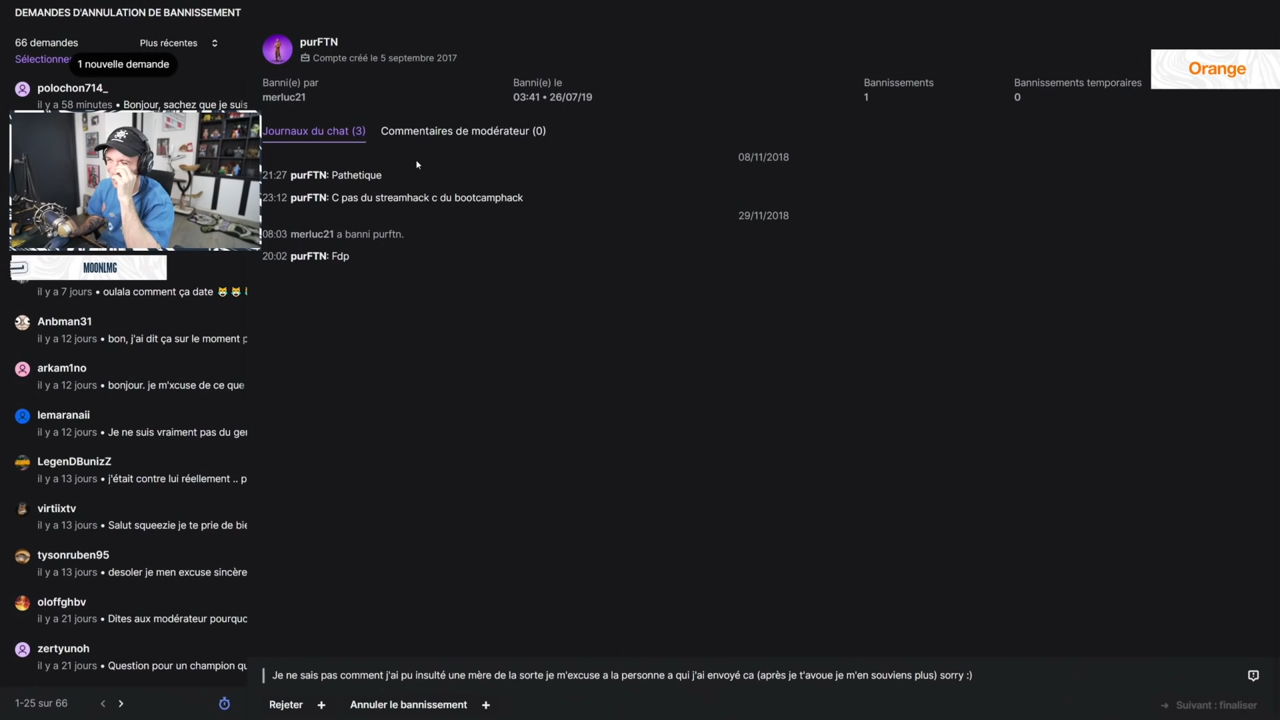 DEMANDES D'ANNULATION DE BANNISSEMENT
66 demandes
Plus récentes
Sélectionne
1 nouvelle demande
polochon714_
il y a 58 minutes • Bonjour, sachez que je suis
MOONLMG
il y a 7 jours • oulala comment ça date 😹 😹
Anbman31
il y a 12 jours • bon, j'ai dit ça sur le moment p
arkam1no
il y a 12 jours • bonjour. je m'xcuse de ce que
lemaranaii
il y a 12 jours • Je ne suis vraiment pas du gen
LegenDBunizZ
il y a 13 jours • j'était contre lui réellement .. p
virtiixtv
il y a 13 jours • Salut squeezie je te prie de bie
tysonruben95
il y a 13 jours • desoler je men excuse sincère
oloffghbv
il y a 21 jours • Dites aux modérateur pourquo
zertyunoh
il y a 21 jours • Question pour un champion qu
1-25 sur 66
purFTN
Compte créé le 5 septembre 2017
Orange
Banni(e) par
merluc21
Banni(e) le
03:41 • 26/07/19
Bannissements
1
Bannissements temporaires
0
Journaux du chat (3)
Commentaires de modérateur (0)
08/11/2018
21:27 purFTN: Pathetique
23:12 purFTN: C pas du streamhack c du bootcamphack
29/11/2018
08:03 merluc21 a banni purftn.
20:02 purFTN: Fdp
Je ne sais pas comment j'ai pu insulté une mère de la sorte je m'excuse a la personne a qui j'ai envoyé ca (après je t'avoue je m'en souviens plus) sorry :)
Rejeter +
Annuler le bannissement +
Suivant : finaliser